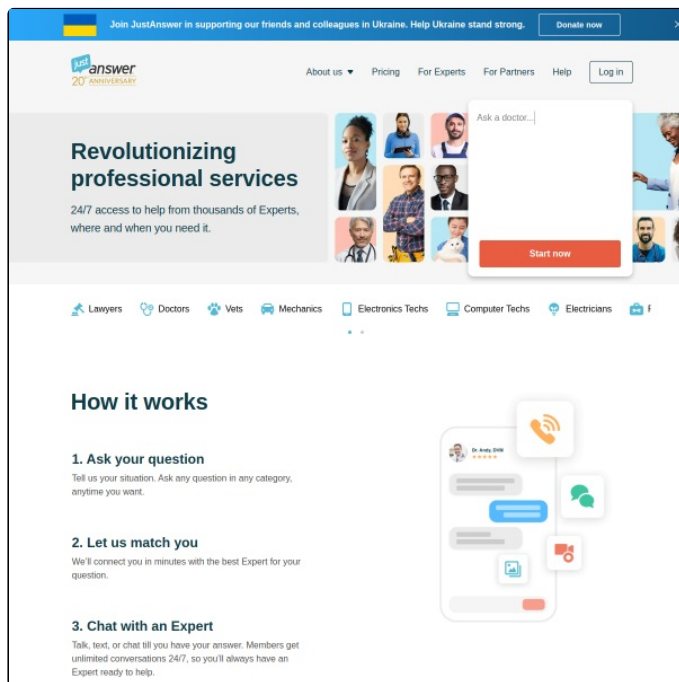 Join JustAnswer in supporting our friends and colleagues in Ukraine. Help Ukraine stand strong.
Donate now
just
answer
20TH ANNIVERSARY
About us
Pricing
For Experts
For Partners
Help
Log in
Revolutionizing
professional services
24/7 access to help from thousands of Experts,
where and when you need it.
Ask a doctor...
Start now
Lawyers
Doctors
Vets
Mechanics
Electronics Techs
Computer Techs
Electricians
How it works
1. Ask your question
Tell us your situation. Ask any question in any category,
anytime you want.
2. Let us match you
We'll connect you in minutes with the best Expert for your
question.
3. Chat with an Expert
Talk, text, or chat till you have your answer. Members get
unlimited conversations 24/7, so you'll always have an
Expert ready to help.
Dr. Andy, DVM